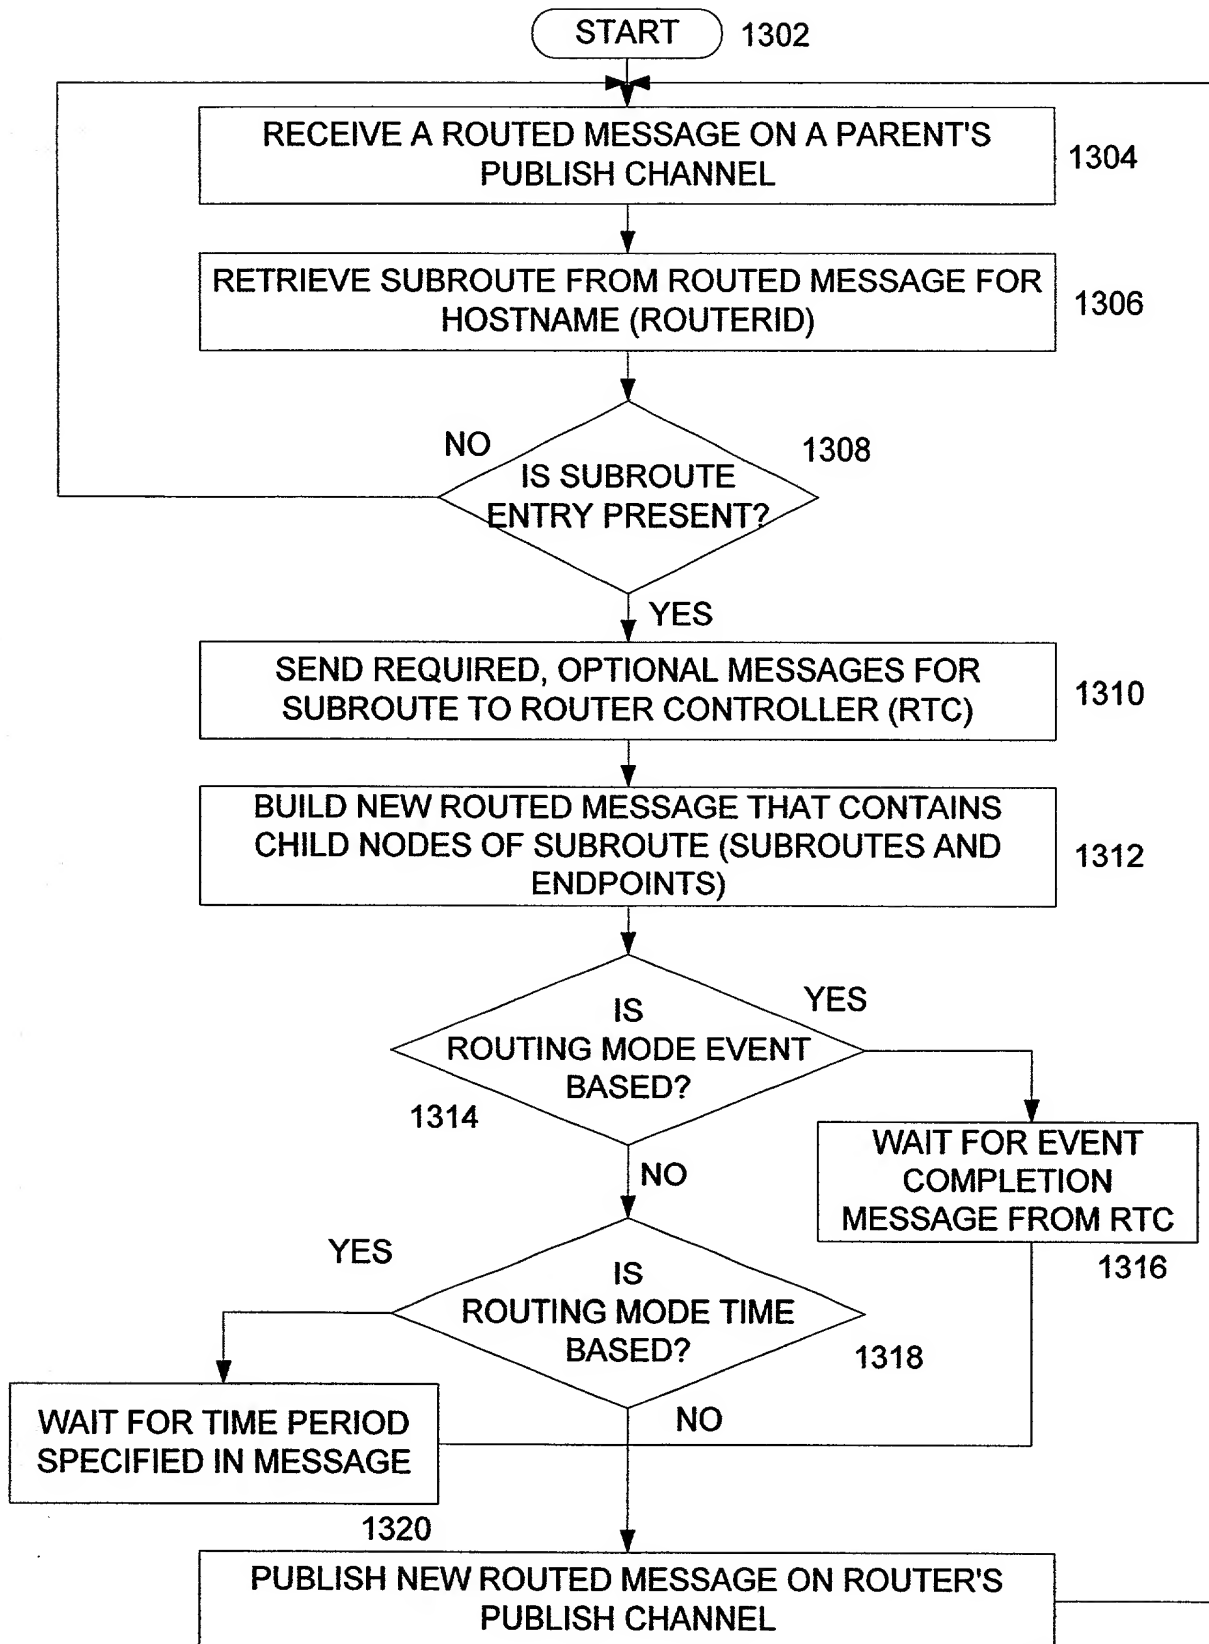 START 1302
RECEIVE A ROUTED MESSAGE ON A PARENT'S
PUBLISH CHANNEL
1304
RETRIEVE SUBROUTE FROM ROUTED MESSAGE FOR
HOSTNAME (ROUTERID)
1306
NO
1308
IS SUBROUTE
ENTRY PRESENT?
YES
SEND REQUIRED, OPTIONAL MESSAGES FOR
SUBROUTE TO ROUTER CONTROLLER (RTC)
1310
BUILD NEW ROUTED MESSAGE THAT CONTAINS
CHILD NODES OF SUBROUTE (SUBROUTES AND
ENDPOINTS)
1312
IS
ROUTING MODE EVENT
BASED?
YES
1314
NO
WAIT FOR EVENT
COMPLETION
MESSAGE FROM RTC
1316
YES
IS
ROUTING MODE TIME
BASED?
1318
NO
WAIT FOR TIME PERIOD
SPECIFIED IN MESSAGE
1320
PUBLISH NEW ROUTED MESSAGE ON ROUTER'S
PUBLISH CHANNEL